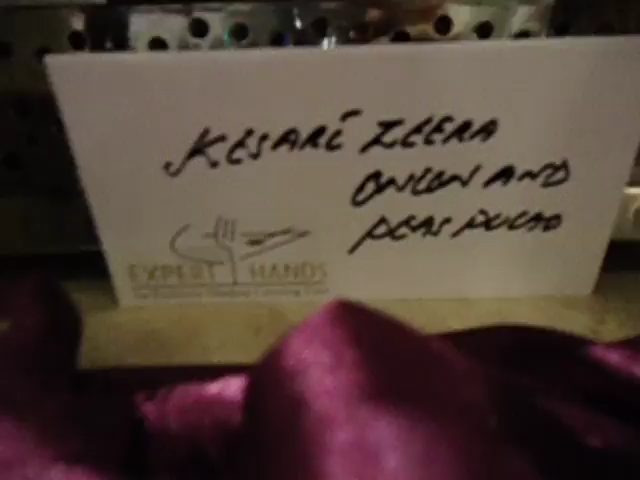 KESARI ZEERA
ONION AND
PEAS PULAO
EXPERT HANDS